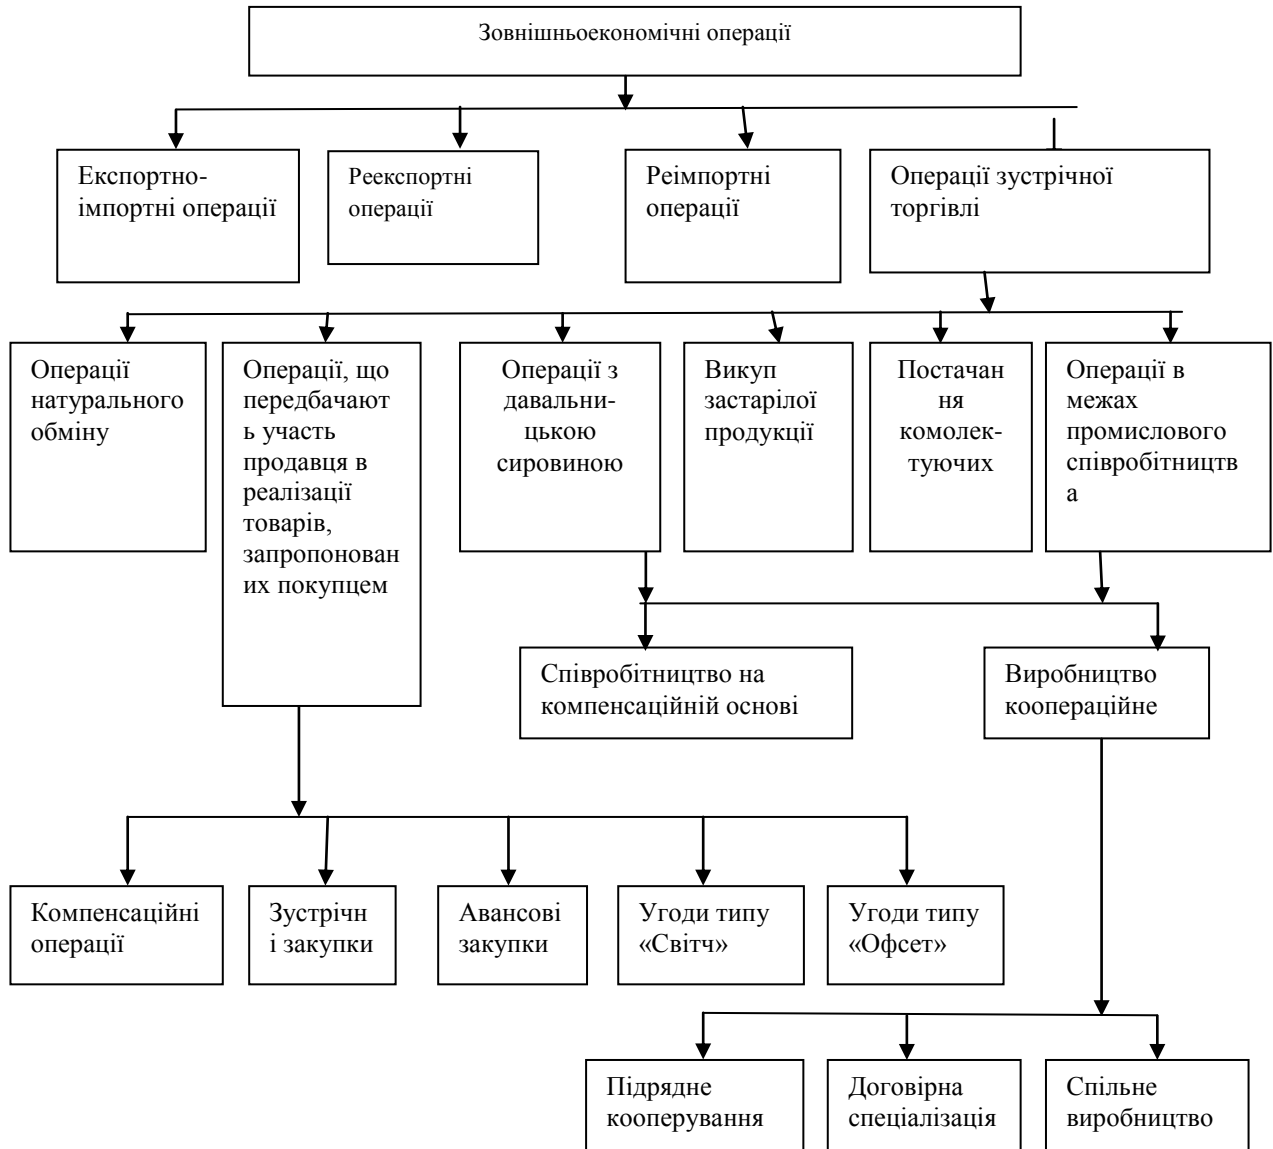 Зовнішньоекономічні операції
Експортно-
імпортні операції
Реекспортні
операції
Реімпортні
операції
Операції зустрічної
торгівлі
Операції
натурального
обміну
Операції, що
передбачают
ь участь
продавця в
реалізації
товарів,
запропонован
их покупцем
Операції з
давальни-
цькою
сировиною
Викуп
застарілої
продукції
Постачан
ня
комолек-
туючих
Операції в
межах
промислового
співробітництв
а
Співробітництво на
компенсаційній основі
Виробництво
коопераційне
Компенсаційні
операції
Зустрічн
і закупки
Авансові
закупки
Угоди типу
«Світч»
Угоди типу
«Офсет»
Підрядне
кооперування
Договірна
спеціалізація
Спільне
виробництво